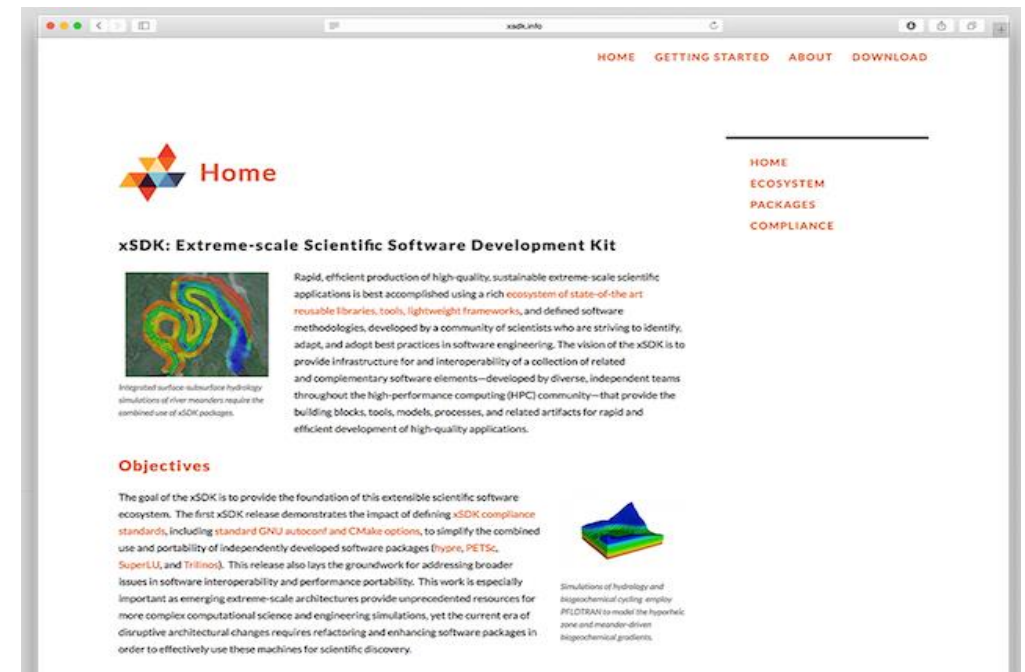 xsdk.info
HOME GETTING STARTED ABOUT DOWNLOAD
Home
HOME
ECOSYSTEM
PACKAGES
COMPLIANCE
xSDK: Extreme-scale Scientific Software Development Kit
Rapid, efficient production of high-quality, sustainable extreme-scale scientific
applications is best accomplished using a rich ecosystem of state-of-the art
reusable libraries, tools, lightweight frameworks, and defined software
methodologies, developed by a community of scientists who are striving to identify,
adapt, and adopt best practices in software engineering. The vision of the xSDK is to
provide infrastructure for and interoperability of a collection of related
and complementary software elements—developed by diverse, independent teams
throughout the high-performance computing (HPC) community—that provide the
building blocks, tools, models, processes, and related artifacts for rapid and
efficient development of high-quality applications.
Integrated surface-subsurface hydrology
simulations of river meanders require the
combined use of xSDK packages.
Objectives
The goal of the xSDK is to provide the foundation of this extensible scientific software
ecosystem. The first xSDK release demonstrates the impact of defining xSDK compliance
standards, including standard GNU autoconf and CMake options, to simplify the combined
use and portability of independently developed software packages (hypre, PETSc,
SuperLU, and Trilinos). This release also lays the groundwork for addressing broader
issues in software interoperability and performance portability. This work is especially
important as emerging extreme-scale architectures provide unprecedented resources for
more complex computational science and engineering simulations, yet the current era of
disruptive architectural changes requires refactoring and enhancing software packages in
order to effectively use these machines for scientific discovery.
Simulations of hydrology and
biogeochemical cycling employ
PFLOTRAN to model the hyporheic
zone and meander-driven
biogeochemical gradients.